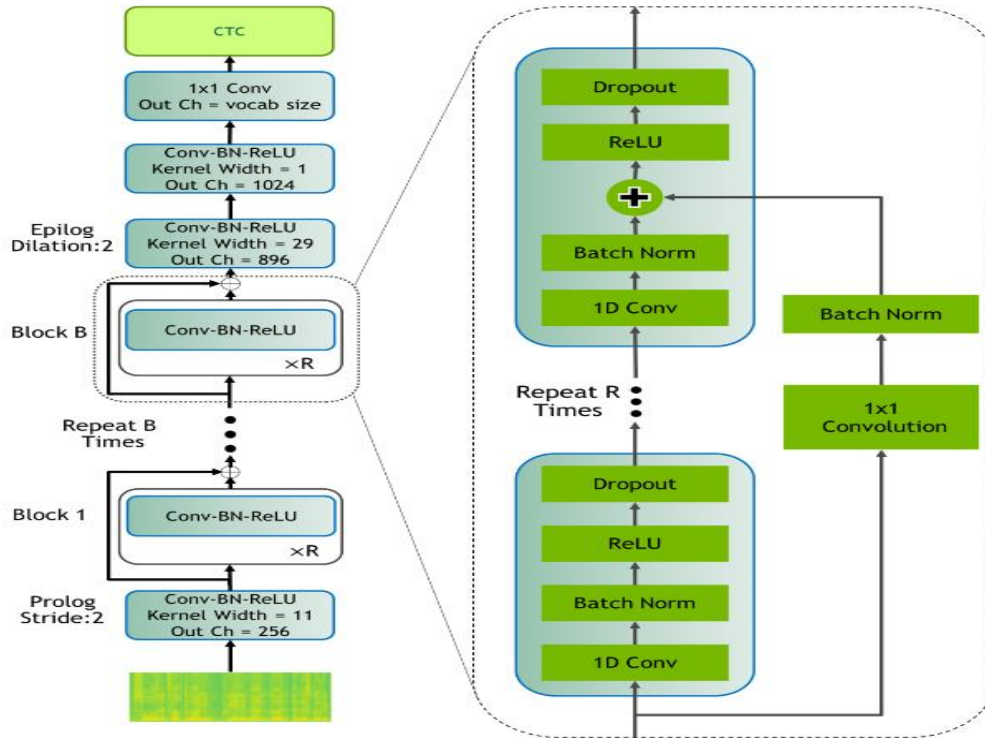 CTC
1x1 Conv
Out Ch = vocab size
Conv-BN-ReLU
Kernel Width = 1
Out Ch = 1024
Epilog
Dilation:2
Conv-BN-ReLU
Kernel Width = 29
Out Ch = 896
Block B
Conv-BN-ReLU
×R
Repeat B
Times
Block 1
Conv-BN-ReLU
×R
Prolog
Stride:2
Conv-BN-ReLU
Kernel Width = 11
Out Ch = 256
Dropout
ReLU
+
Batch Norm
1D Conv
Batch Norm
Repeat R
Times
1x1
Convolution
Dropout
ReLU
Batch Norm
1D Conv